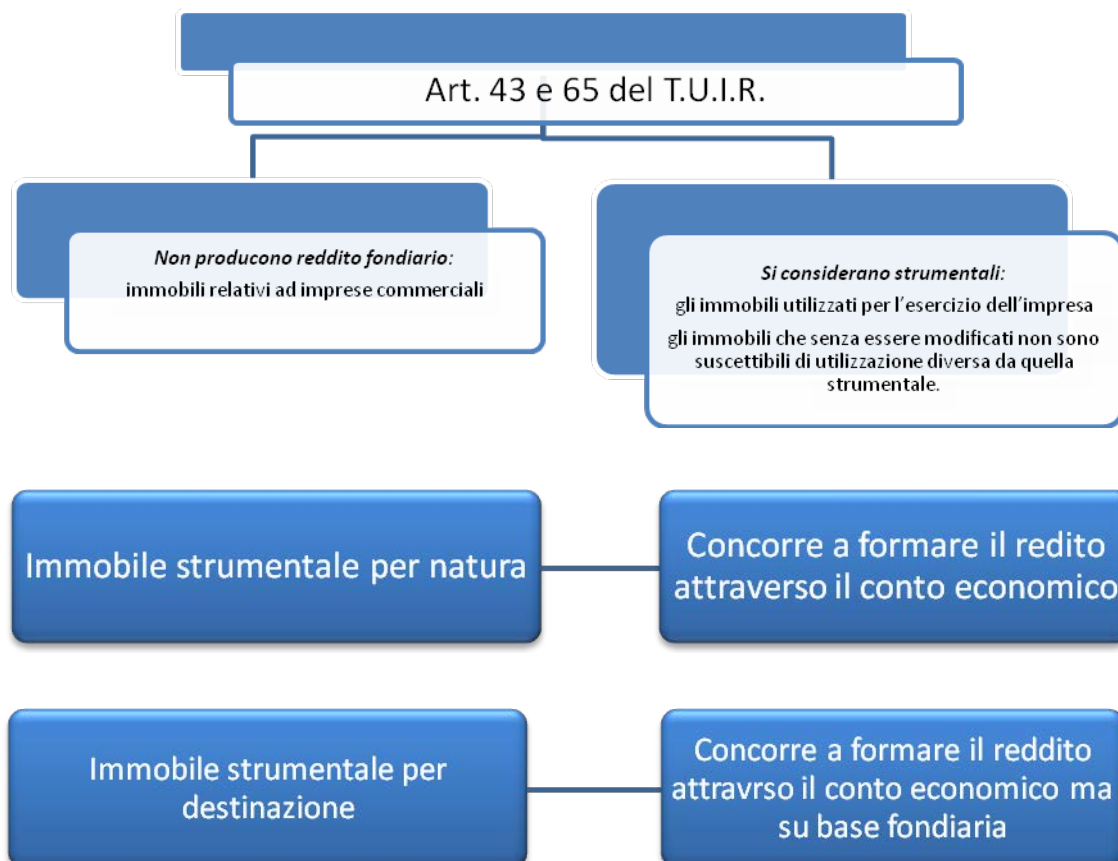 Art. 43 e 65 del T.U.I.R.
Non producono reddito fondiario:
immobili relativi ad imprese commerciali
Si considerano strumentali:
gli immobili utilizzati per l'esercizio dell'impresa
gli immobili che senza essere modificati non sono
suscettibili di utilizzazione diversa da quella
strumentale.
Immobile strumentale per natura
Concorre a formare il redito
attraverso il conto economico
Immobile strumentale per
destinazione
Concorre a formare il reddito
attravrso il conto economico ma
su base fondiaria